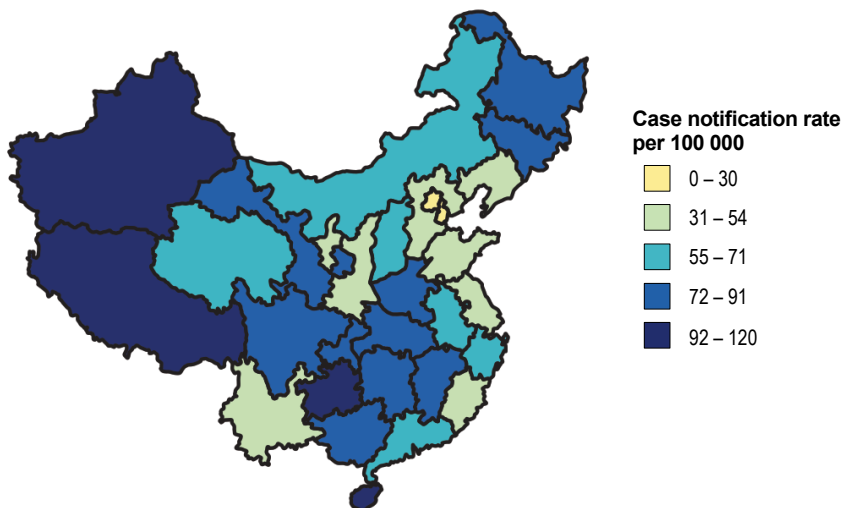 Case notification rate
per 100 000
0 – 30
31 – 54
55 – 71
72 – 91
92 – 120